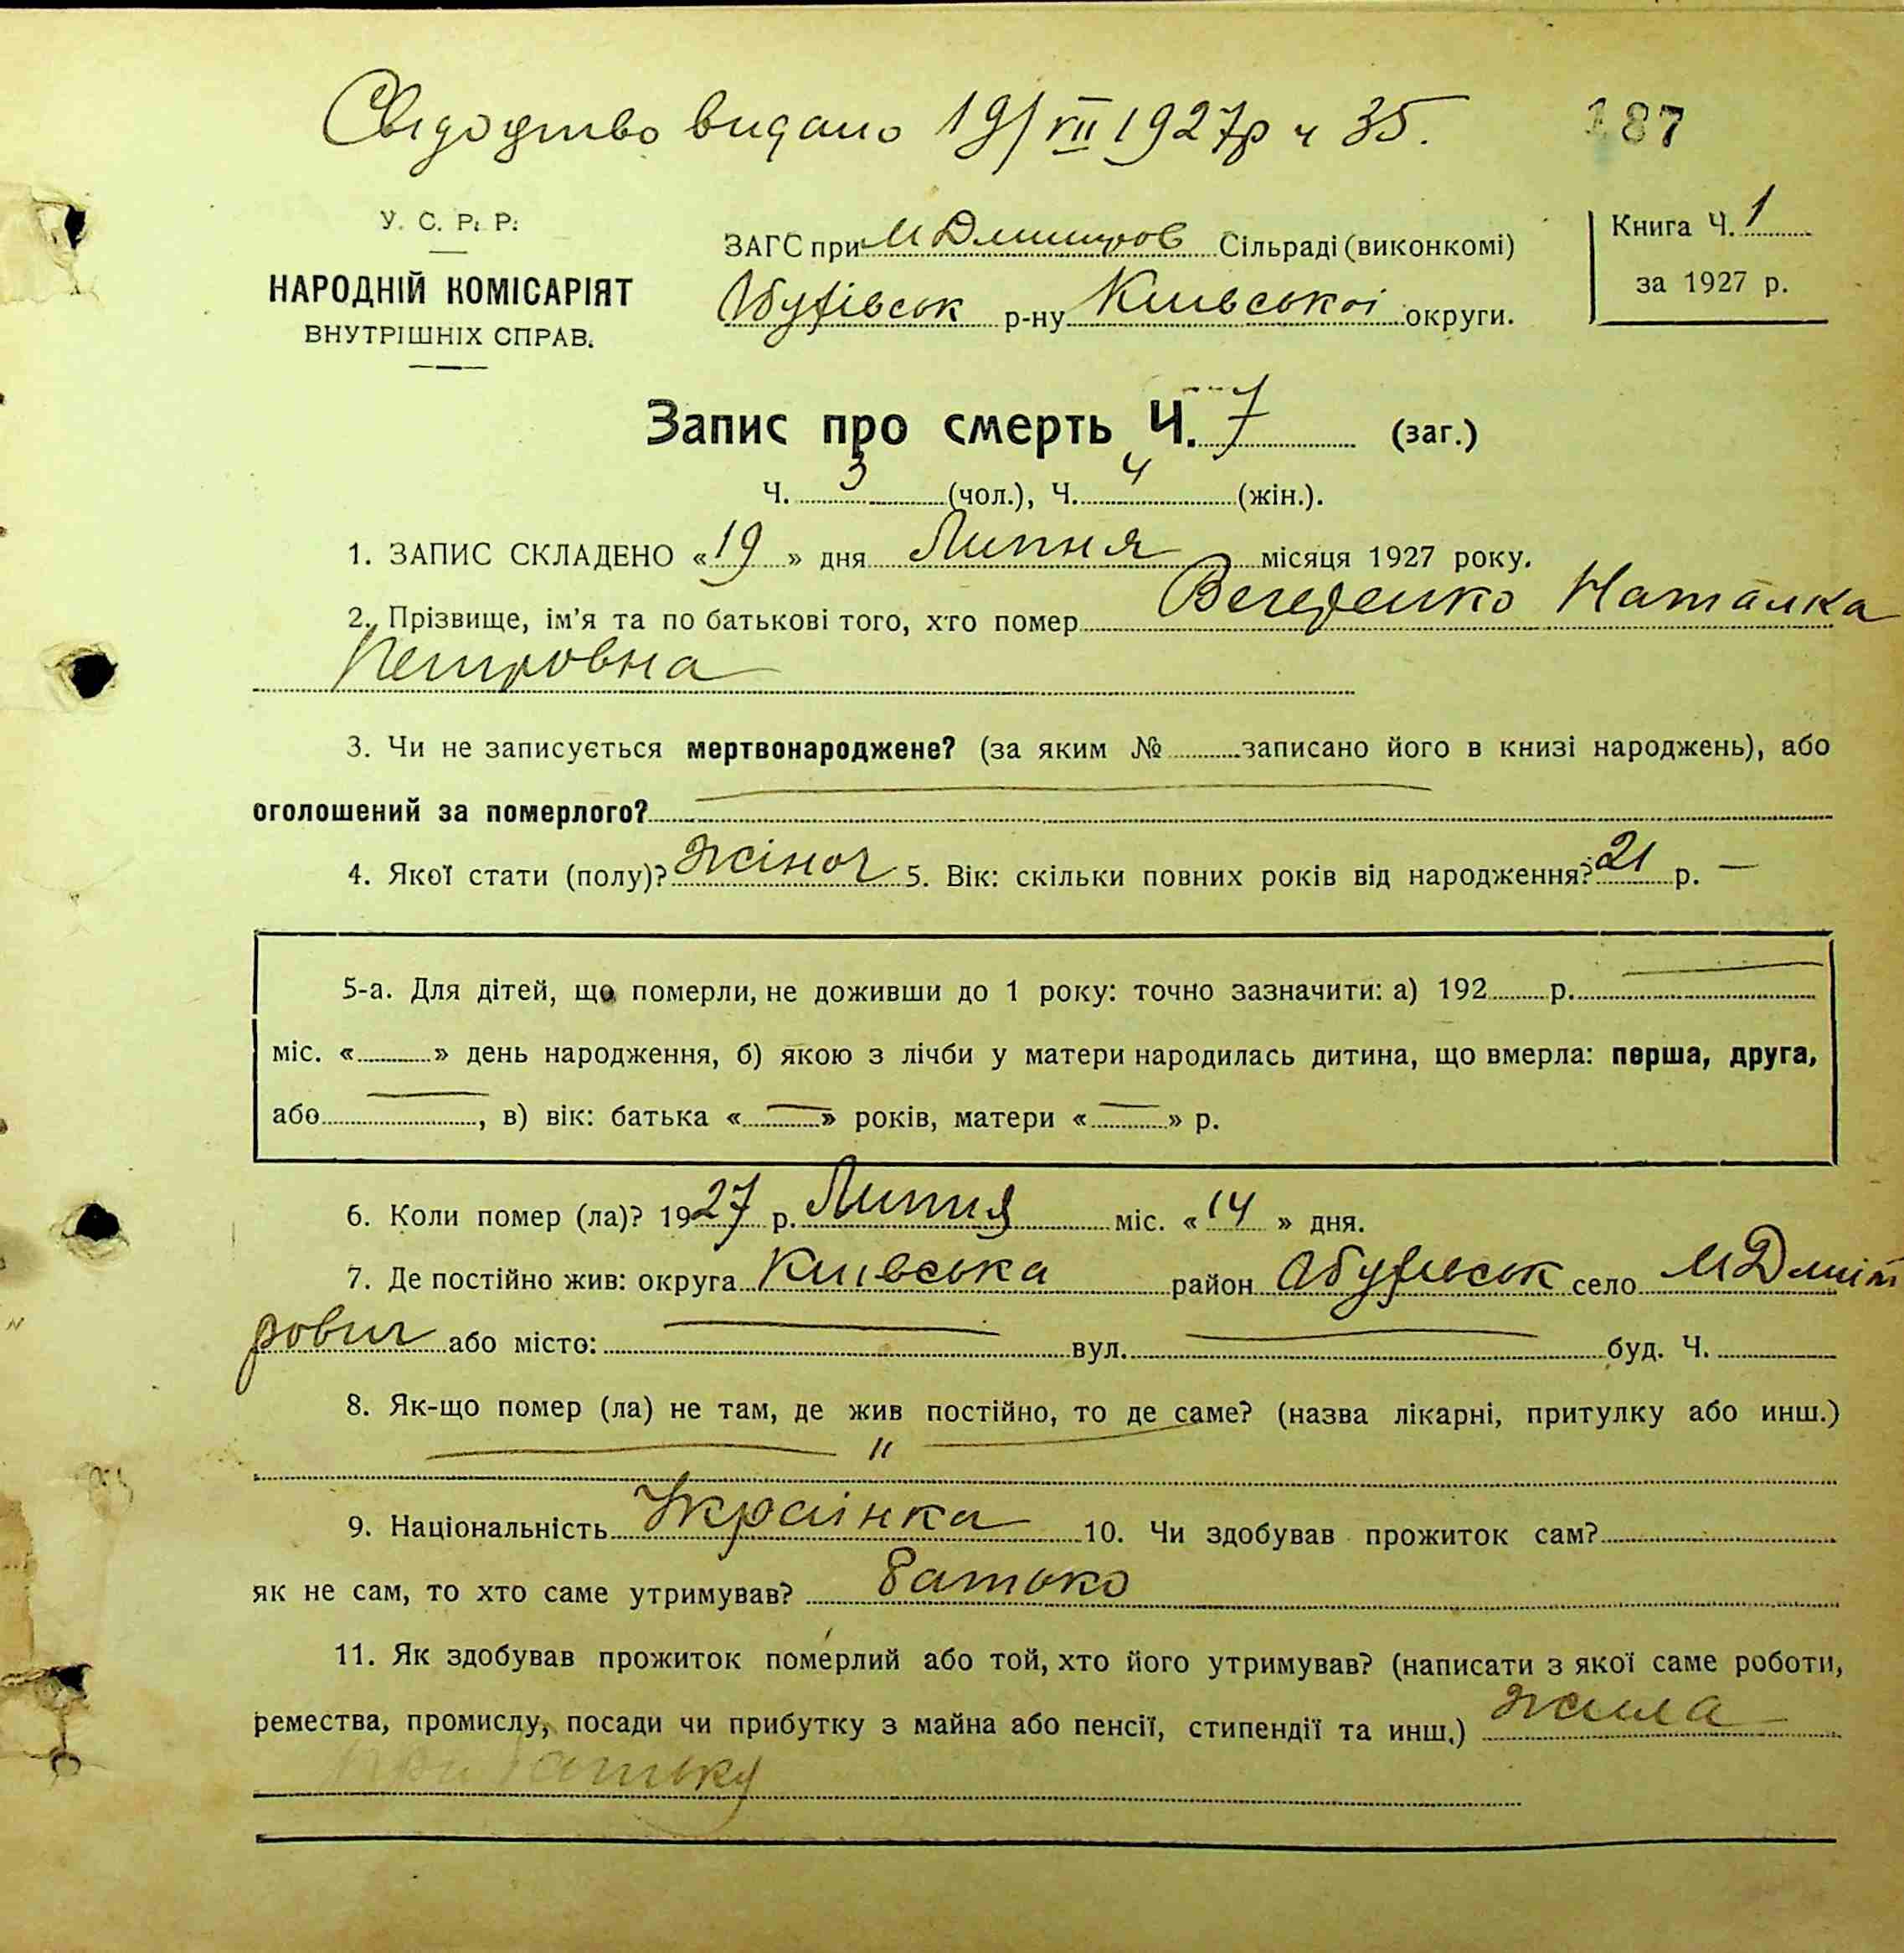 Свідоцтво видано 19/VII 1927р ч 35. 187
У. С. Р. Р.
НАРОДНІЙ КОМІСАРІЯТ
ВНУТРІШНІХ СПРАВ.
ЗАГС при М Дмитров Сільраді (виконкомі)
Обухівськ р-ну Київської округи.
Книга Ч. 1
за 1927 р.
Запис про смерть Ч. 7 (заг.)
Ч. 3 (чол.), Ч. 4 (жін.).
1. ЗАПИС СКЛАДЕНО «19» дня Липня місяця 1927 року.
2. Прізвище, ім'я та по батькові того, хто помер Наталка
Петровна
3. Чи не записується мертвонароджене? (за яким № записано його в книзі народжень), або
оголошений за померлого?
4. Якої стати (полу)? жіноч 5. Вік: скільки повних років від народження? 21 р. —
5-а. Для дітей, що померли, не доживши до 1 року: точно зазначити: а) 192 р.
міс. « » день народження, б) якою з лічби у матери народилась дитина, що вмерла: перша, друга,
або , в) вік: батька « — » років, матери « — » р.
6. Коли помер (ла)? 1927 р. Липня міс. «14» дня.
7. Де постійно жив: округа Київська район Обухівськ село М Дміт
рович або місто: — вул. — буд. Ч.
8. Як-що помер (ла) не там, де жив постійно, то де саме? (назва лікарні, притулку або инш.)
— " —
9. Національність Українка 10. Чи здобував прожиток сам?
як не сам, то хто саме утримував? батько
11. Як здобував прожиток померлий або той, хто його утримував? (написати з якої саме роботи,
ремества, промислу, посади чи прибутку з майна або пенсії, стипендії та инш.) жила
при батьку